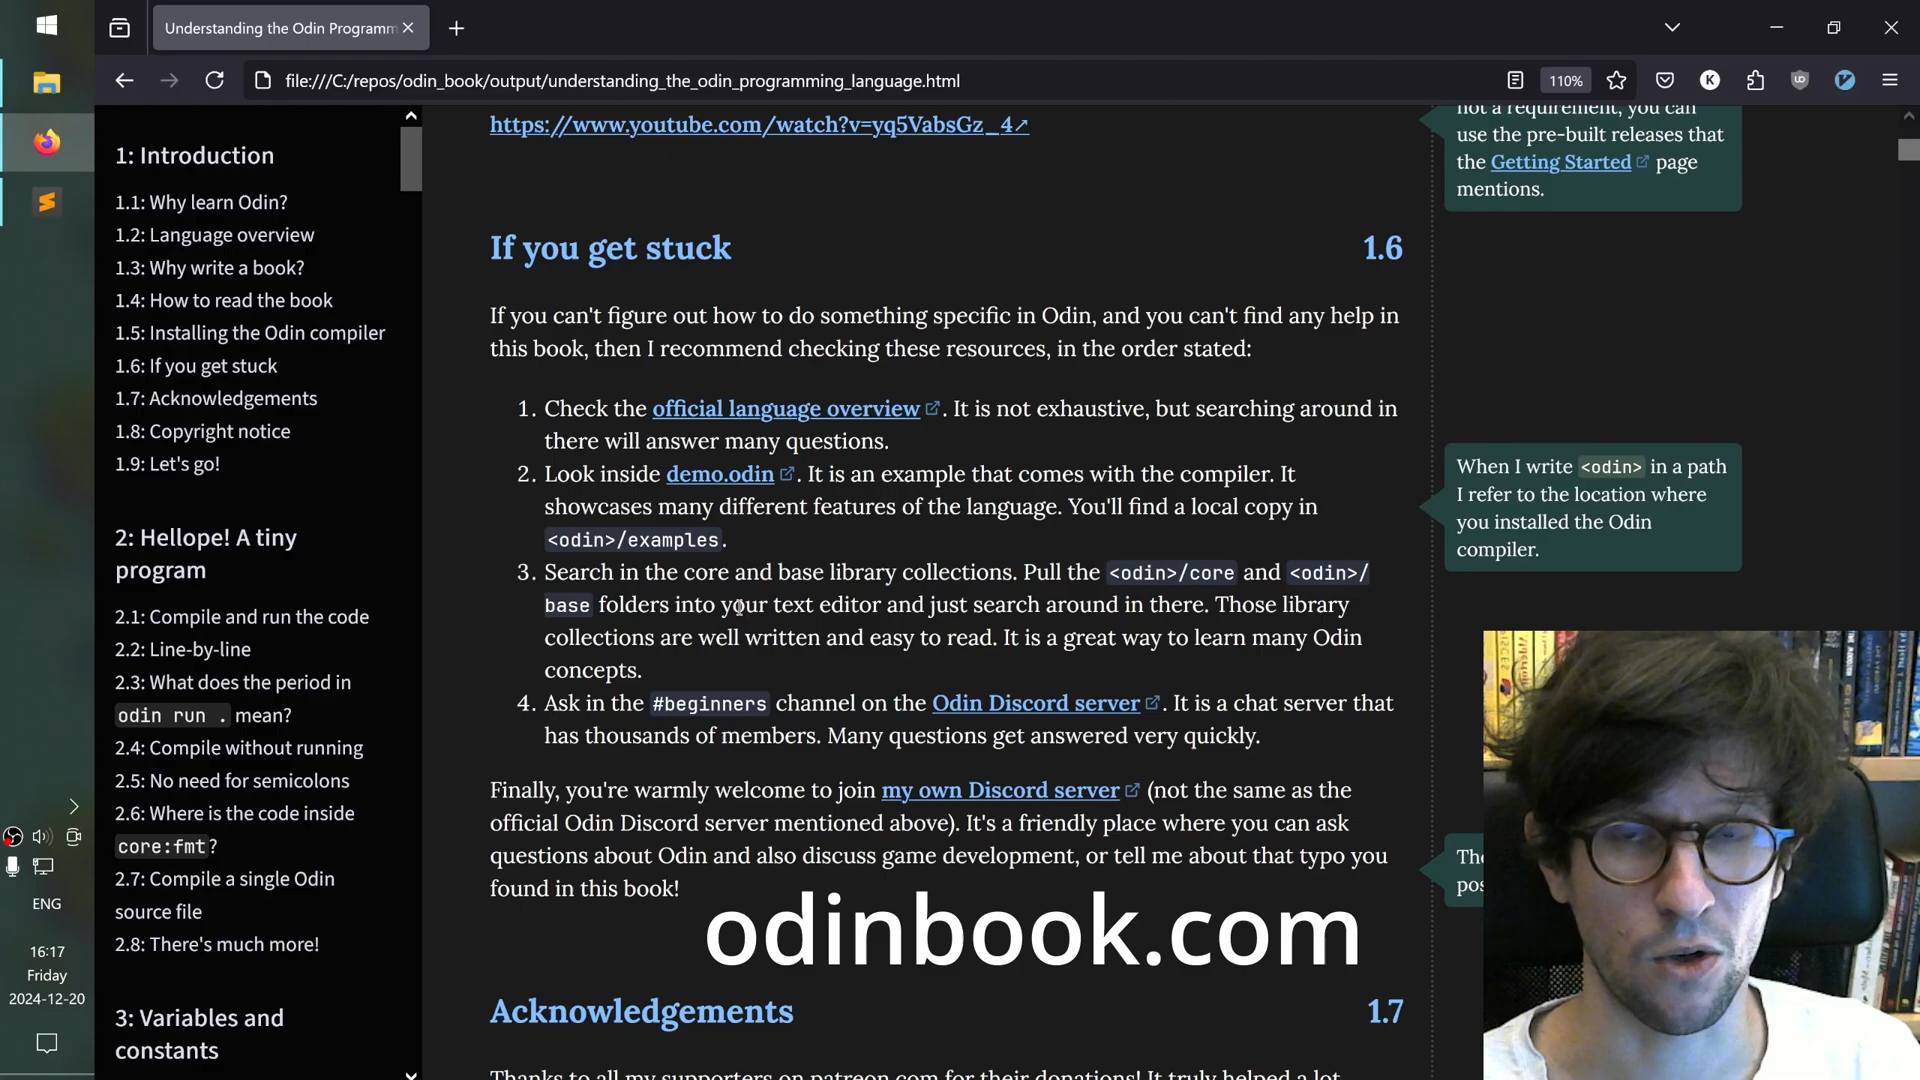 Understanding the Odin Programm
file:///C:/repos/odin_book/output/understanding_the_odin_programming_language.html
110%
1: Introduction
1.1: Why learn Odin?
1.2: Language overview
1.3: Why write a book?
1.4: How to read the book
1.5: Installing the Odin compiler
1.6: If you get stuck
1.7: Acknowledgements
1.8: Copyright notice
1.9: Let's go!
2: Hellope! A tiny
program
2.1: Compile and run the code
2.2: Line-by-line
2.3: What does the period in
odin run . mean?
2.4: Compile without running
2.5: No need for semicolons
2.6: Where is the code inside
core:fmt?
2.7: Compile a single Odin
source file
2.8: There's much more!
3: Variables and
constants
https://www.youtube.com/watch?v=yq5VabsGz_4↗
If you get stuck 1.6
If you can't figure out how to do something specific in Odin, and you can't find any help in
this book, then I recommend checking these resources, in the order stated:
1. Check the official language overview. It is not exhaustive, but searching around in
there will answer many questions.
2. Look inside demo.odin. It is an example that comes with the compiler. It
showcases many different features of the language. You'll find a local copy in
<odin>/examples.
3. Search in the core and base library collections. Pull the <odin>/core and <odin>/
base folders into your text editor and just search around in there. Those library
collections are well written and easy to read. It is a great way to learn many Odin
concepts.
4. Ask in the #beginners channel on the Odin Discord server. It is a chat server that
has thousands of members. Many questions get answered very quickly.
Finally, you're warmly welcome to join my own Discord server (not the same as the
official Odin Discord server mentioned above). It's a friendly place where you can ask
questions about Odin and also discuss game development, or tell me about that typo you
found in this book!
odinbook.com
Acknowledgements 1.7
Thanks to all my supporters on patreon.com for their donations! It truly helped a lot
not a requirement, you can
use the pre-built releases that
the Getting Started page
mentions.
When I write <odin> in a path
I refer to the location where
you installed the Odin
compiler.
ENG
16:17
Friday
2024-12-20